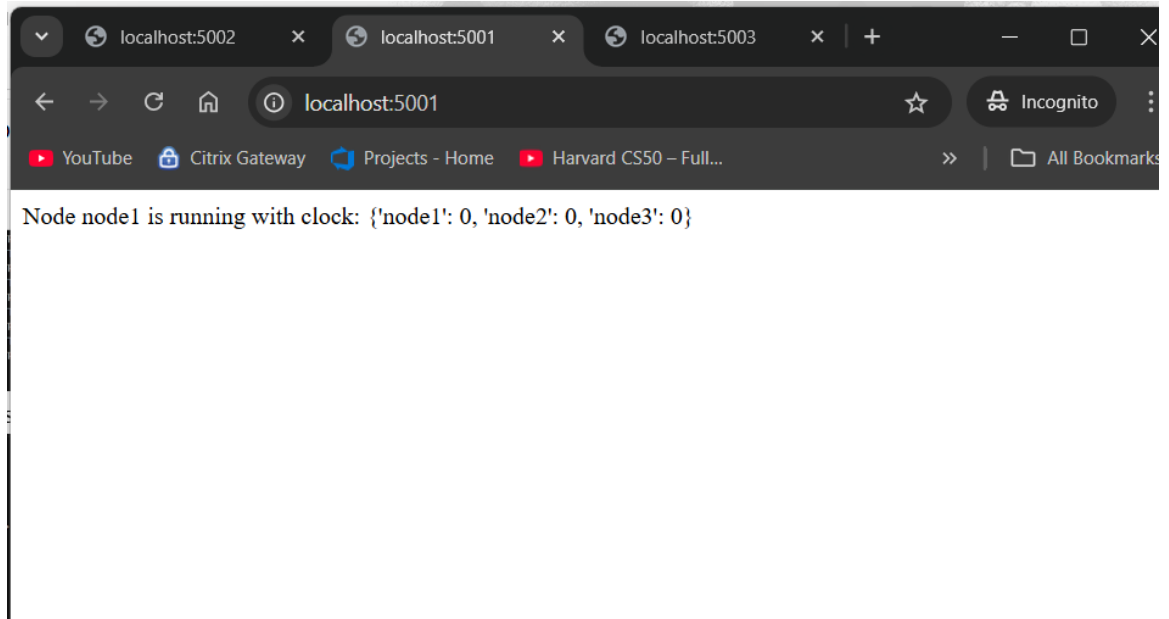 localhost:5002
localhost:5001
localhost:5003
localhost:5001
Incognito
YouTube
Citrix Gateway
Projects - Home
Harvard CS50 – Full...
»
All Bookmarks
Node node1 is running with clock: {'node1': 0, 'node2': 0, 'node3': 0}